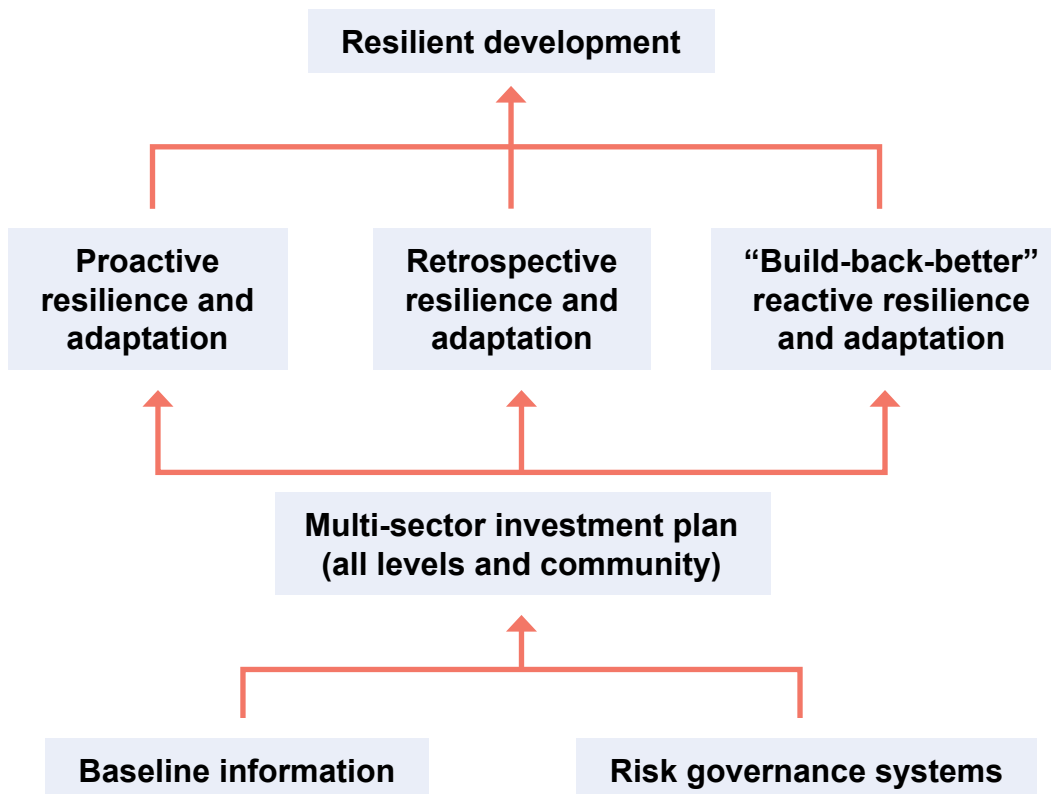 Resilient development
Proactive
resilience and
adaptation
Retrospective
resilience and
adaptation
“Build-back-better”
reactive resilience
and adaptation
Multi-sector investment plan
(all levels and community)
Baseline information
Risk governance systems